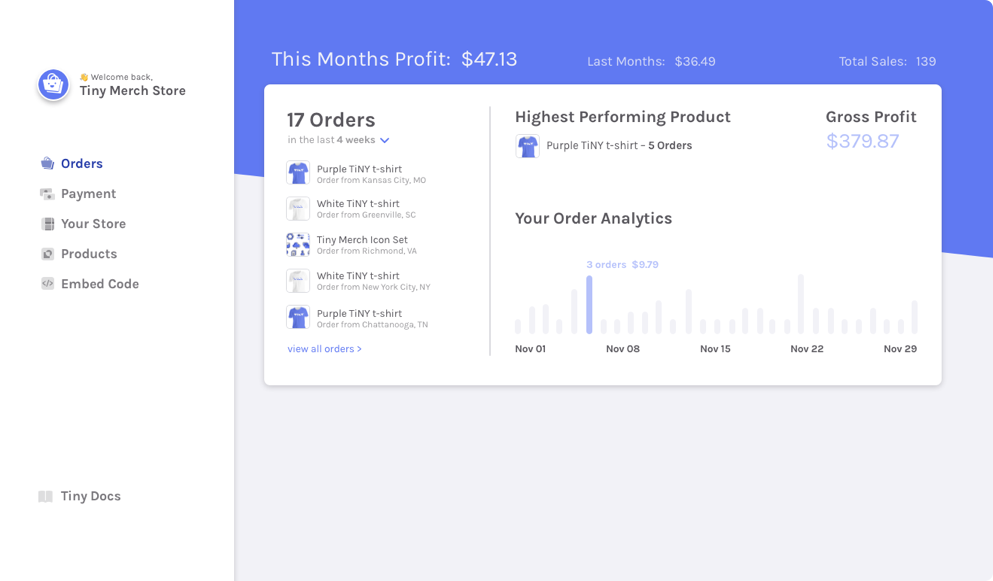 👋 Welcome back,
Tiny Merch Store
Orders
Payment
Your Store
Products
Embed Code
Tiny Docs
This Months Profit: $47.13
Last Months: $36.49
Total Sales: 139
17 Orders
in the last 4 weeks
Purple TiNY t-shirt
Order from Kansas City, MO
White TiNY t-shirt
Order from Greenville, SC
Tiny Merch Icon Set
Order from Richmond, VA
White TiNY t-shirt
Order from New York City, NY
Purple TiNY t-shirt
Order from Chattanooga, TN
view all orders >
Highest Performing Product
Purple TiNY t-shirt – 5 Orders
Gross Profit
$379.87
Your Order Analytics
3 orders $9.79
Nov 01 Nov 08 Nov 15 Nov 22 Nov 29